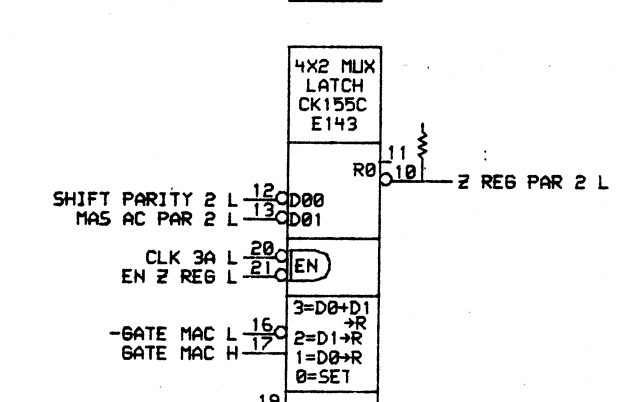 4X2 MUX
LATCH
CK155C
E143
11
R0
10
Z REG PAR 2 L
SHIFT PARITY 2 L 12 D00
MAS AC PAR 2 L 13 D01
CLK 3A L 20
EN
EN Z REG L 21
3=D0+D1
→R
-GATE MAC L 16
2=D1→R
GATE MAC H 17
1=D0→R
0=SET
19